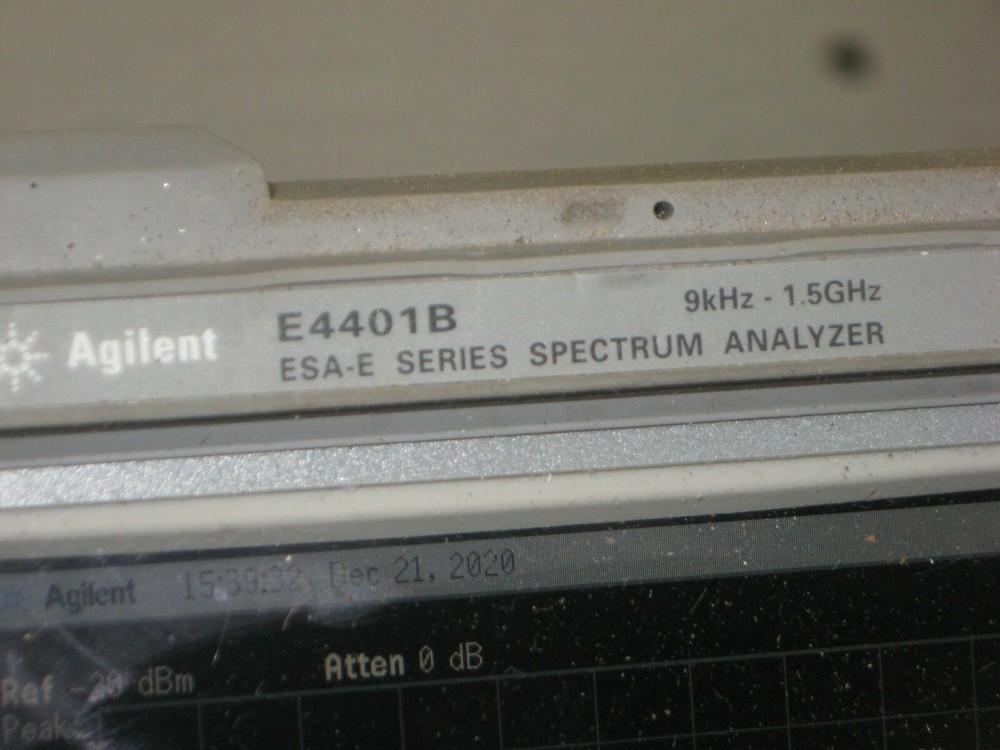 Agilent E4401B 9kHz - 1.5GHz
ESA-E SERIES SPECTRUM ANALYZER
Agilent 15:39:32 Dec 21, 2020
Ref -20 dBm Atten 0 dB
Peak